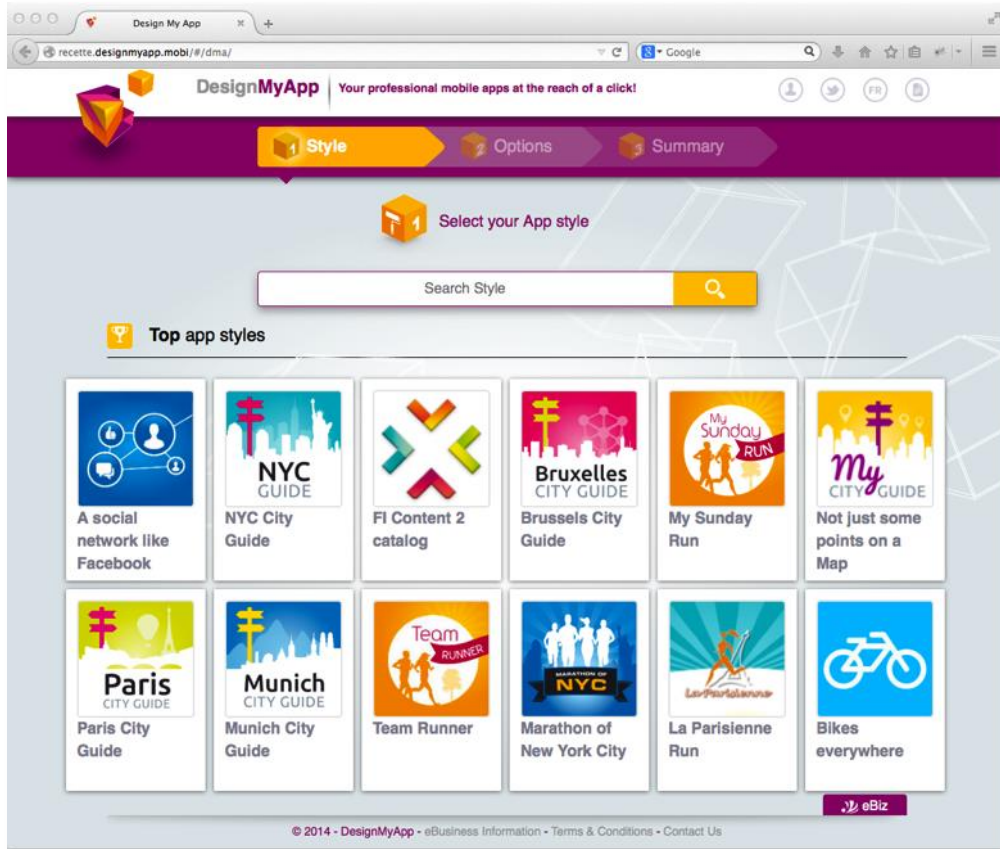 Design My App
recette.designmyapp.mobi/#/dma/
Google
DesignMyApp
Your professional mobile apps at the reach of a click!
FR
1 Style
2 Options
3 Summary
1
Select your App style
Search Style
Top app styles
A social
network like
Facebook
NYC
CITY GUIDE
NYC City
Guide
FI Content 2
catalog
Bruxelles
CITY GUIDE
Brussels City
Guide
My
Sunday
RUN
My Sunday
Run
My
CITY GUIDE
Not just some
points on a
Map
Paris
CITY GUIDE
Paris City
Guide
Munich
CITY GUIDE
Munich City
Guide
Team
RUNNER
Team Runner
MARATHON OF
NYC
Marathon of
New York City
La Parisienne
La Parisienne
Run
Bikes
everywhere
eBiz
© 2014 - DesignMyApp - eBusiness Information - Terms & Conditions - Contact Us